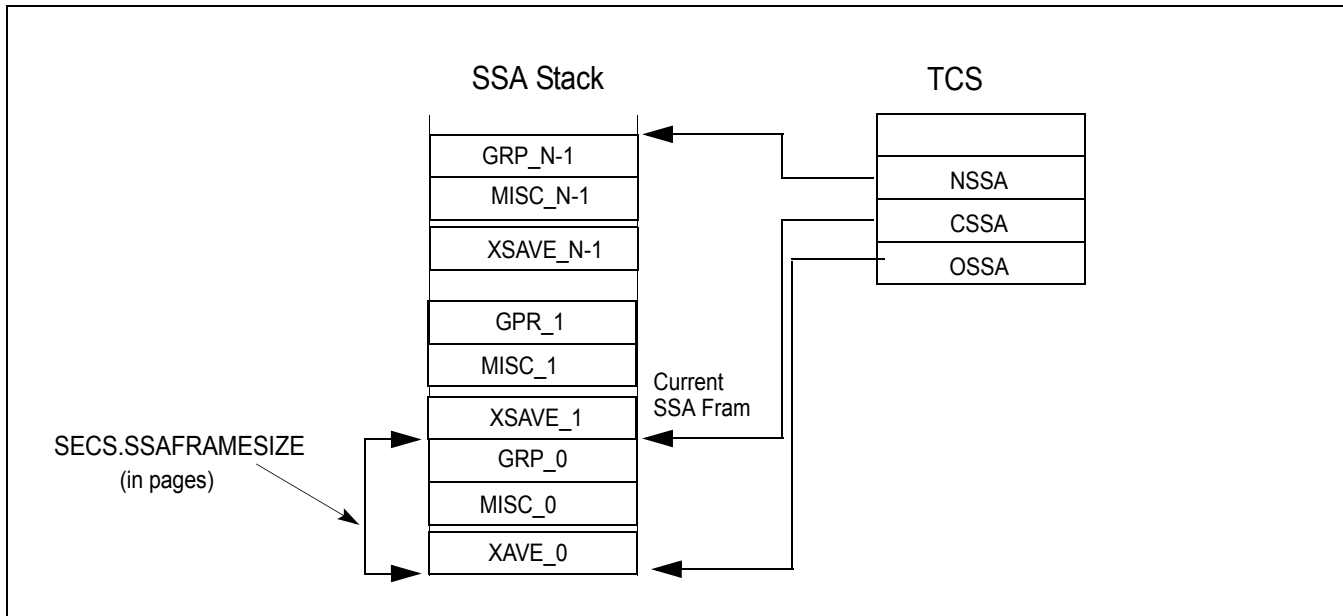 SSA Stack
TCS
GRP_N-1
MISC_N-1
XSAVE_N-1
GPR_1
MISC_1
XSAVE_1
GRP_0
MISC_0
XAVE_0
NSSA
CSSA
OSSA
Current
SSA Fram
SECS.SSAFRAMESIZE
(in pages)